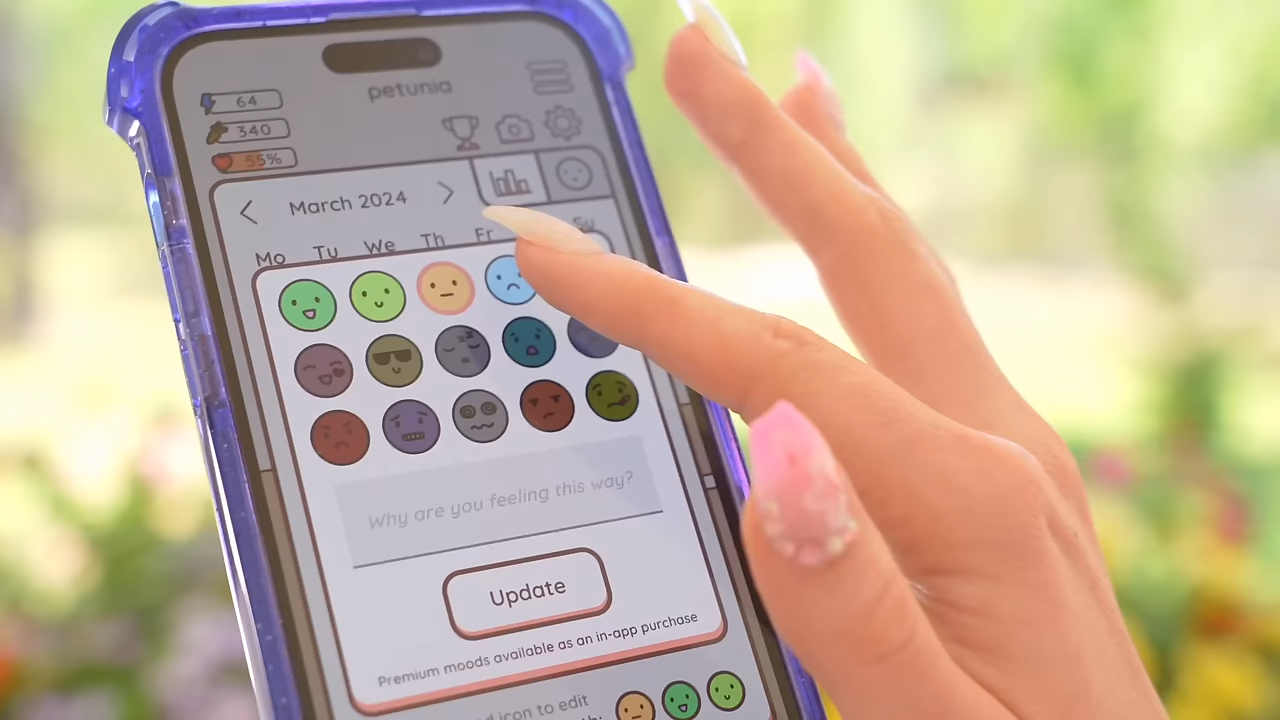 petunia
64
340
55%
March 2024
Mo Tu We Th Fr Su
Why are you feeling this way?
Update
Premium moods available as an in-app purchase
icon to edit